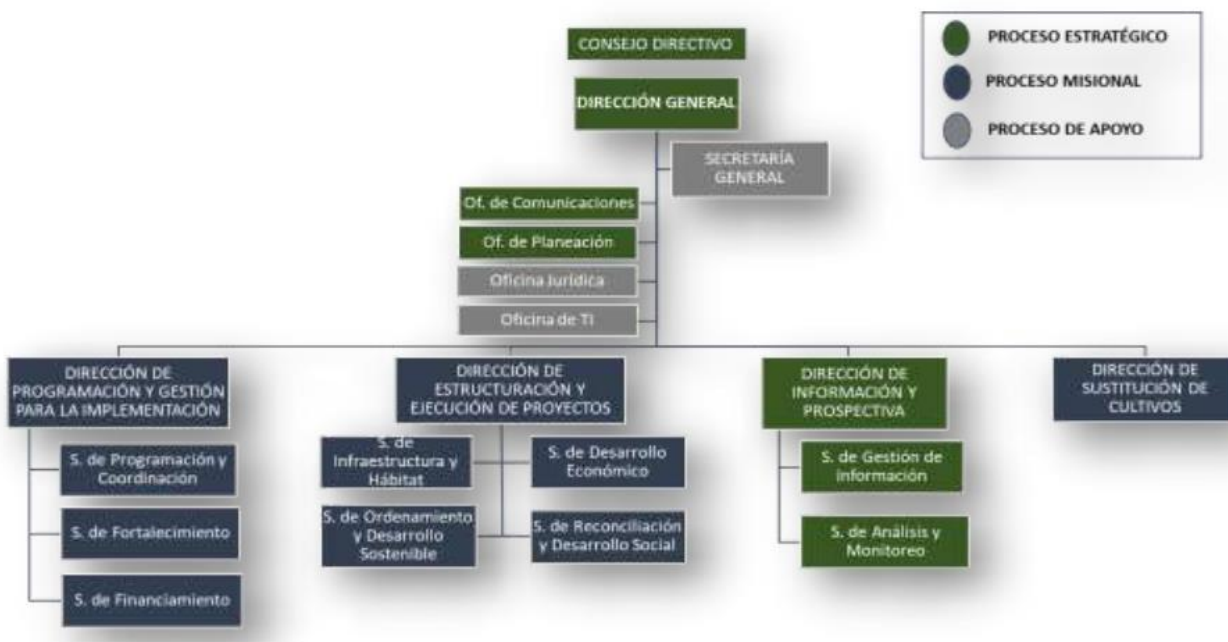 CONSEJO DIRECTIVO
DIRECCIÓN GENERAL
SECRETARÍA
GENERAL
Of. de Comunicaciones
Of. de Planeación
Oficina Jurídica
Oficina de TI
PROCESO ESTRATÉGICO
PROCESO MISIONAL
PROCESO DE APOYO
DIRECCIÓN DE
PROGRAMACIÓN Y GESTIÓN
PARA LA IMPLEMENTACIÓN
S. de Programación y
Coordinación
S. de Fortalecimiento
S. de Financiamiento
DIRECCIÓN DE
ESTRUCTURACIÓN Y
EJECUCIÓN DE PROYECTOS
S. de
Infraestructura y
Hábitat
S. de Desarrollo
Económico
S. de Ordenamiento
y Desarrollo
Sostenible
S. de Reconciliación
y Desarrollo Social
DIRECCIÓN DE
INFORMACIÓN Y
PROSPECTIVA
S. de Gestión de
información
S. de Análisis y
Monitoreo
DIRECCIÓN DE
SUSTITUCIÓN DE
CULTIVOS